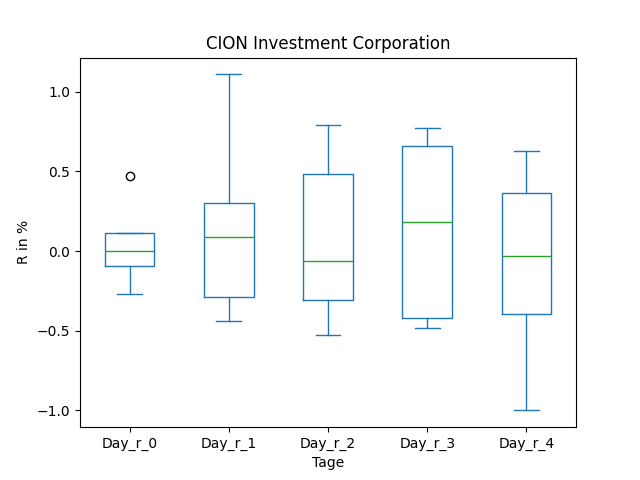 CION Investment Corporation
R in %
1.0
0.5
0.0
−0.5
−1.0
Day_r_0 Day_r_1 Day_r_2 Day_r_3 Day_r_4
Tage